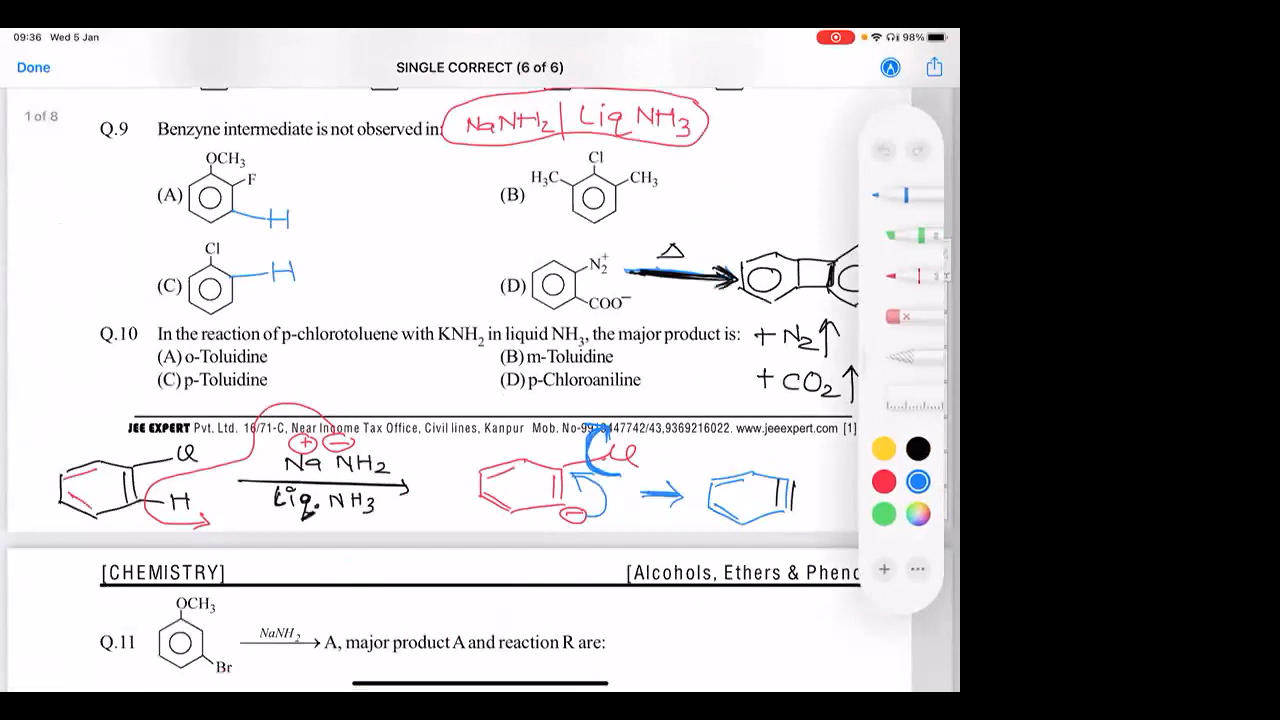 09:36 Wed 5 Jan
98%
Done
SINGLE CORRECT (6 of 6)
1 of 8
Q.9 Benzyne intermediate is not observed in: NaNH2 | Liq NH3
(A) OCH3 F H
(B) H3C Cl CH3
(C) Cl H
(D) N2+ COO− Δ
+ N2↑
+ CO2↑
Q.10 In the reaction of p-chlorotoluene with KNH2 in liquid NH3, the major product is:
(A) o-Toluidine (B) m-Toluidine
(C) p-Toluidine (D) p-Chloroaniline
JEE EXPERT Pvt. Ltd. 16/71-C, Near Income Tax Office, Civil lines, Kanpur Mob. No-9447742/43,9369216022. www.jeeexpert.com [1]
Cl
H
⊕ ⊖
Na NH2
Liq. NH3
Cl
⊖
[CHEMISTRY] [Alcohols, Ethers & Pheno
Q.11 OCH3 Br NaNH2 → A, major product A and reaction R are: